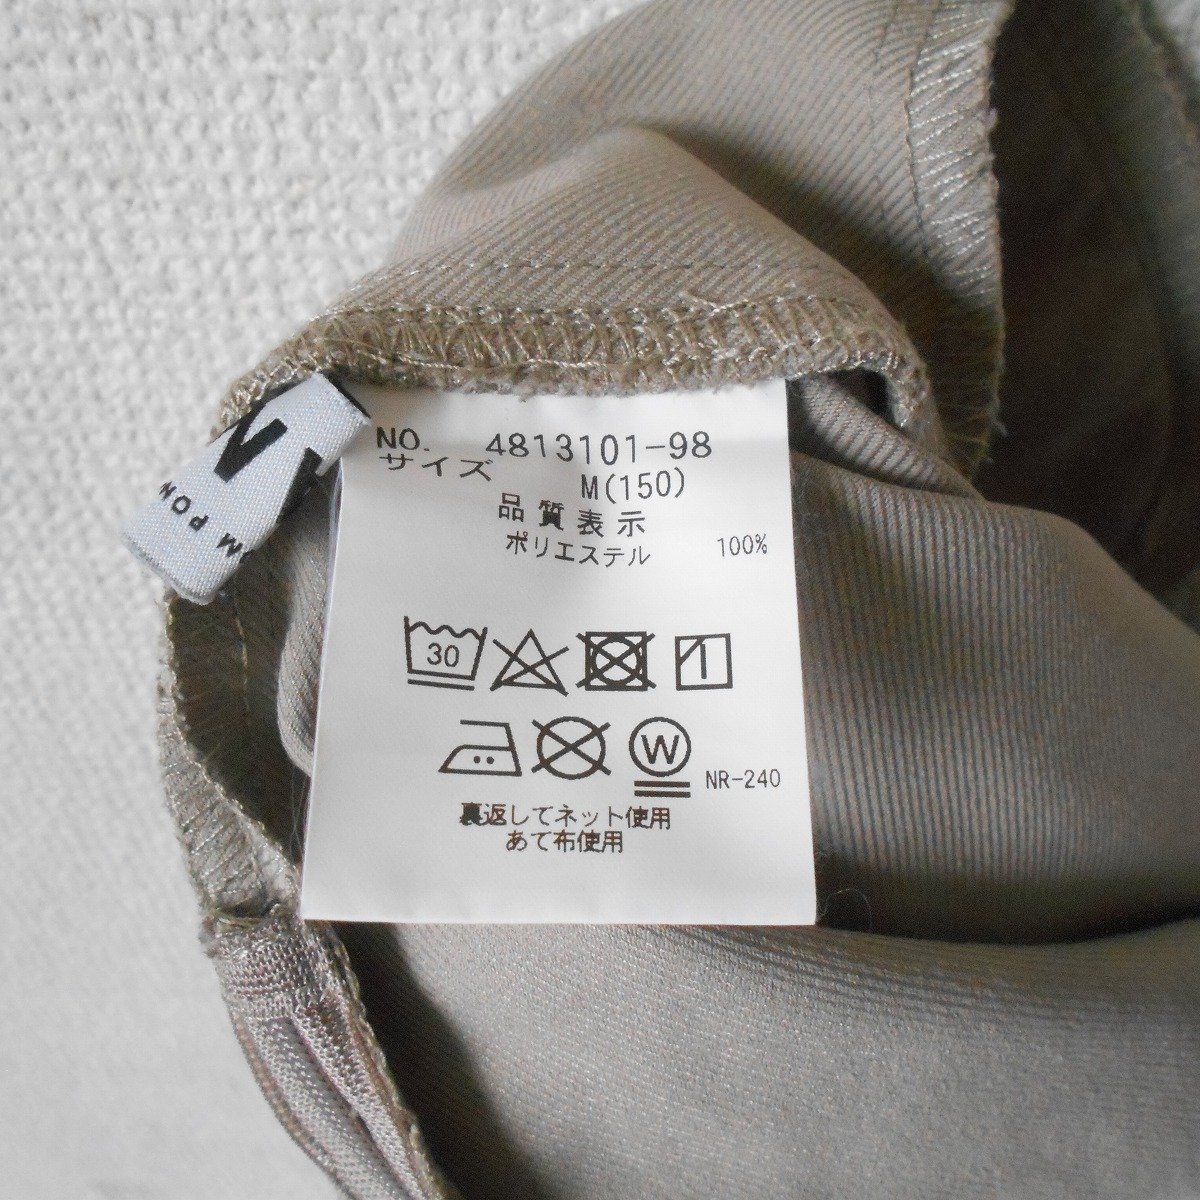 NO. 4813101-98
サイズ M(150)
品質表示
ポリエステル 100%
30
W
NR-240
裏返してネット使用
あて布使用